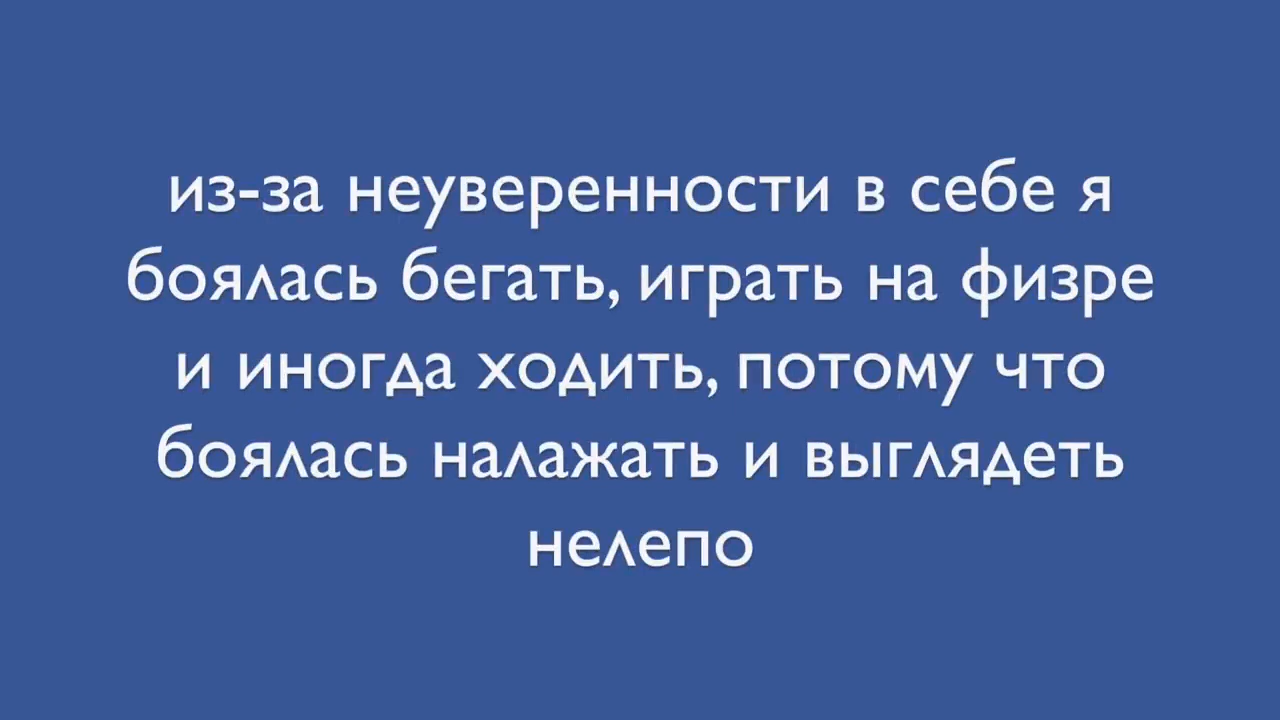 из-за неуверенности в себе я
боялась бегать, играть на физре
и иногда ходить, потому что
боялась налажать и выглядеть
нелепо